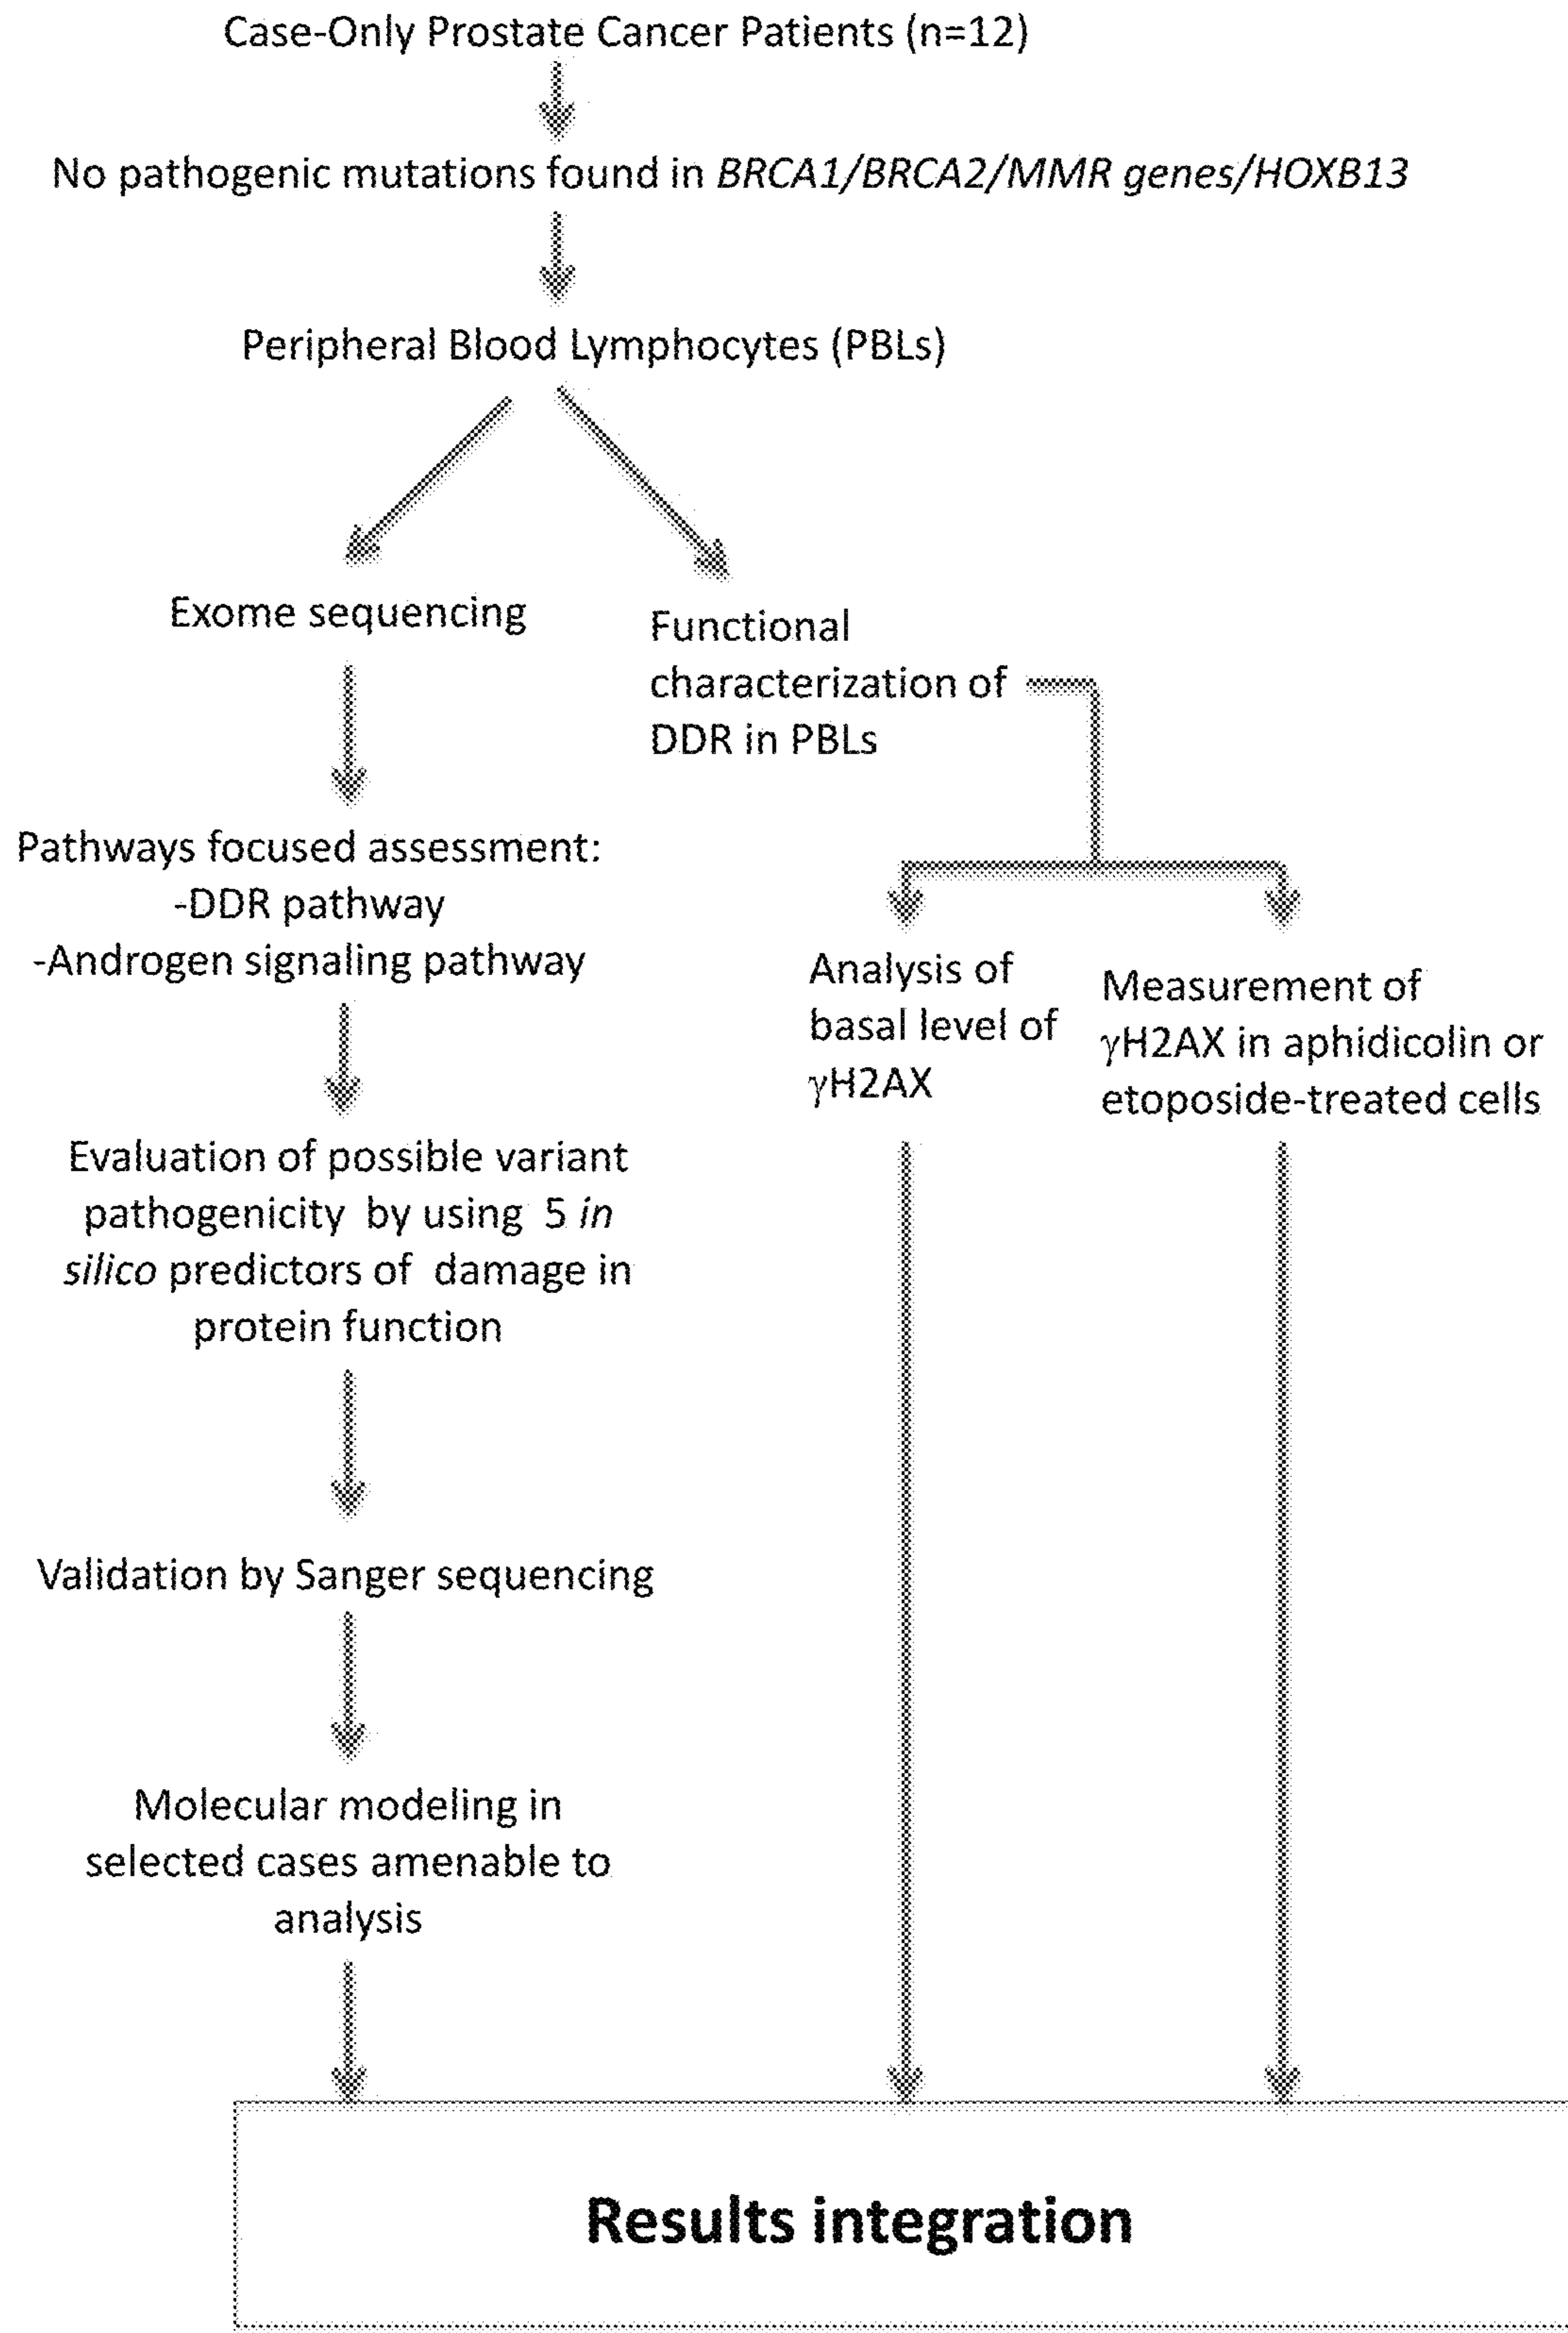 Case-Only Prostate Cancer Patients (n=12)
No pathogenic mutations found in BRCA1/BRCA2/MMR genes/HOXB13
Peripheral Blood Lymphocytes (PBLs)
Exome sequencing
Functional
characterization of
DDR in PBLs
Pathways focused assessment:
-DDR pathway
-Androgen signaling pathway
Analysis of
basal level of
γH2AX
Measurement of
γH2AX in aphidicolin or
etoposide-treated cells
Evaluation of possible variant
pathogenicity by using 5 in
silico predictors of damage in
protein function
Validation by Sanger sequencing
Molecular modeling in
selected cases amenable to
analysis
Results integration